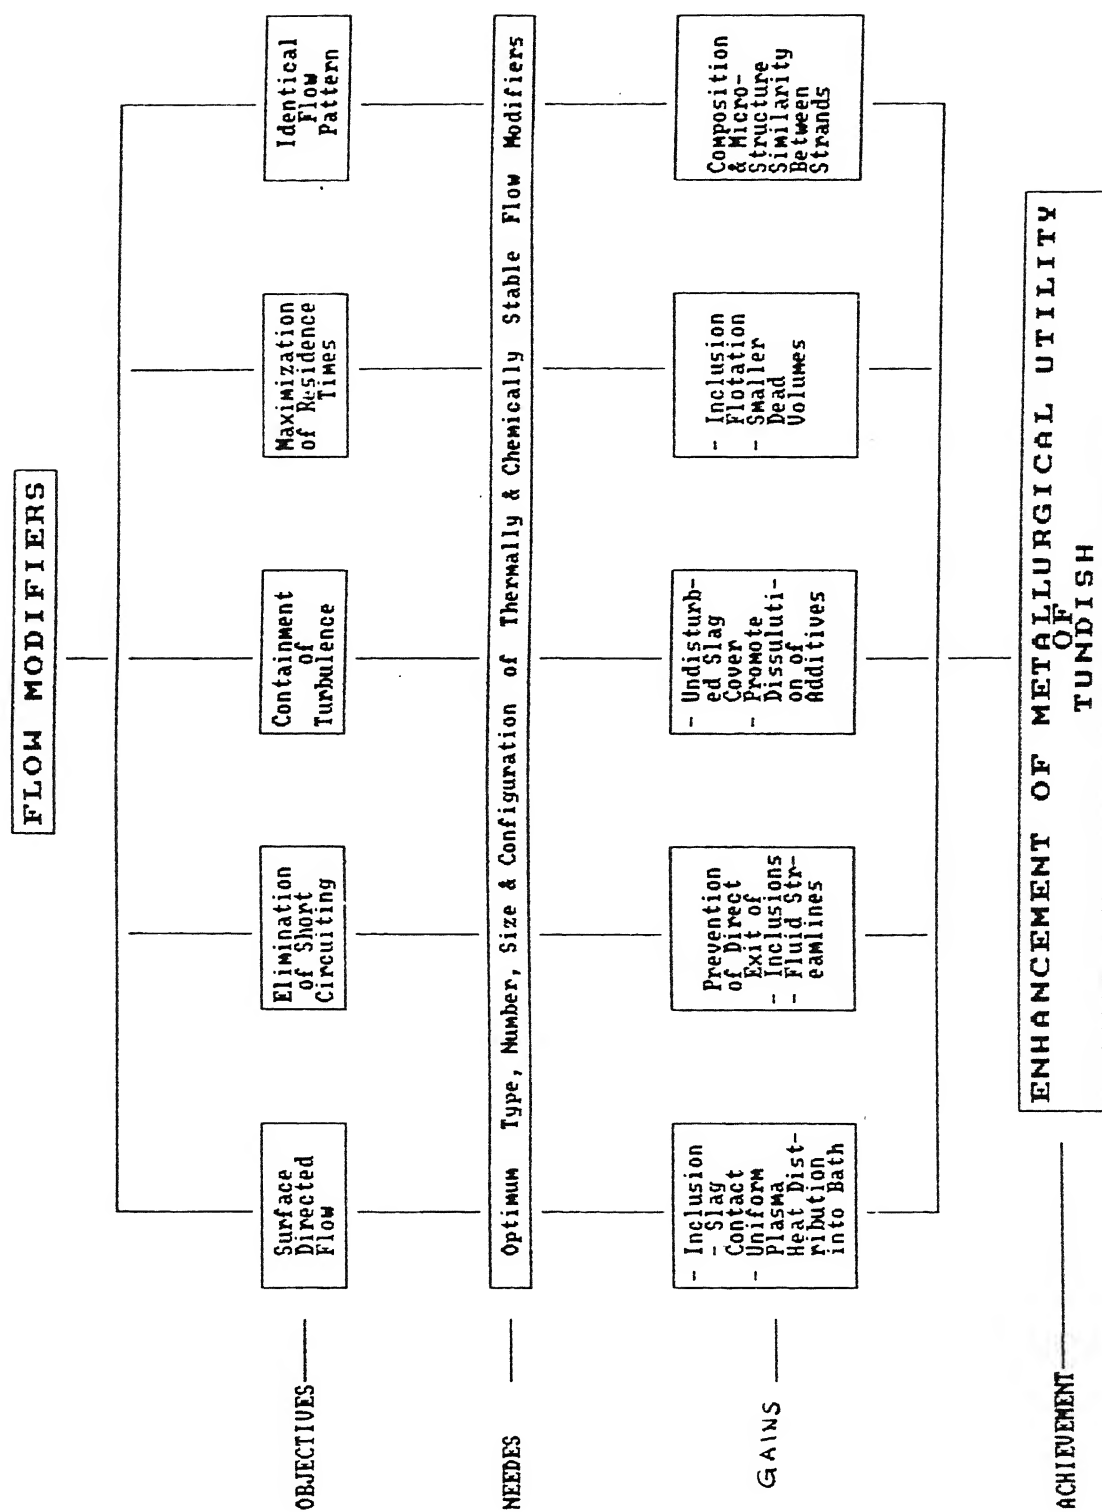 FLOW MODIFIERS
OBJECTIVES
Surface
Directed
Flow
Elimination
of Short
Circuiting
Containment
of
Turbulence
Maximization
of Residence
Times
Identical
Flow
Pattern
NEEDES
Optimum Type, Number, Size & Configuration of Thermally & Chemically Stable Flow Modifiers
GAINS
- Inclusion
- Slag
Contact
- Uniform
Plasma
Heat Dist-
ribution
into Bath
Prevention
of Direct
Exit of
- Inclusions
- Fluid Str-
eamlines
- Undisturb-
ed Slag
Cover
- Promote
Dissuluti-
on of
Additives
- Inclusion
Flotation
- Smaller
Dead
Volumes
Composition
& Micro-
Structure
Similarity
Between
Strands
ACHIEVEMENT
ENHANCEMENT OF METALLURGICAL UTILITY
OF
TUNDISH